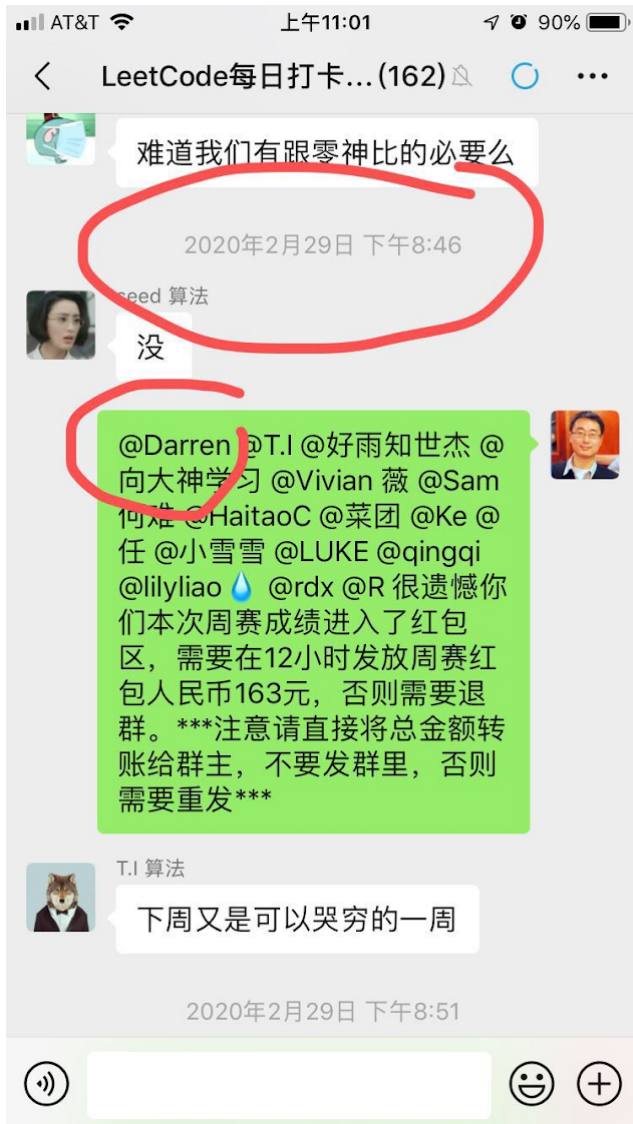 AT&T 上午11:01 90%
LeetCode每日打卡...(162)
难道我们有跟零神比的必要么
2020年2月29日 下午8:46
seed 算法
没
@Darren @T.I @好雨知世杰 @
向大神学习 @Vivian 薇 @Sam
何难 @HaitaoC @菜团 @Ke @
任 @小雪雪 @LUKE @qingqi
@lilyliao💧 @rdx @R 很遗憾你
们本次周赛成绩进入了红包
区，需要在12小时发放周赛红
包人民币163元，否则需要退
群。***注意请直接将总金额转
账给群主，不要发群里，否则
需要重发***
T.I 算法
下周又是可以哭穷的一周
2020年2月29日 下午8:51